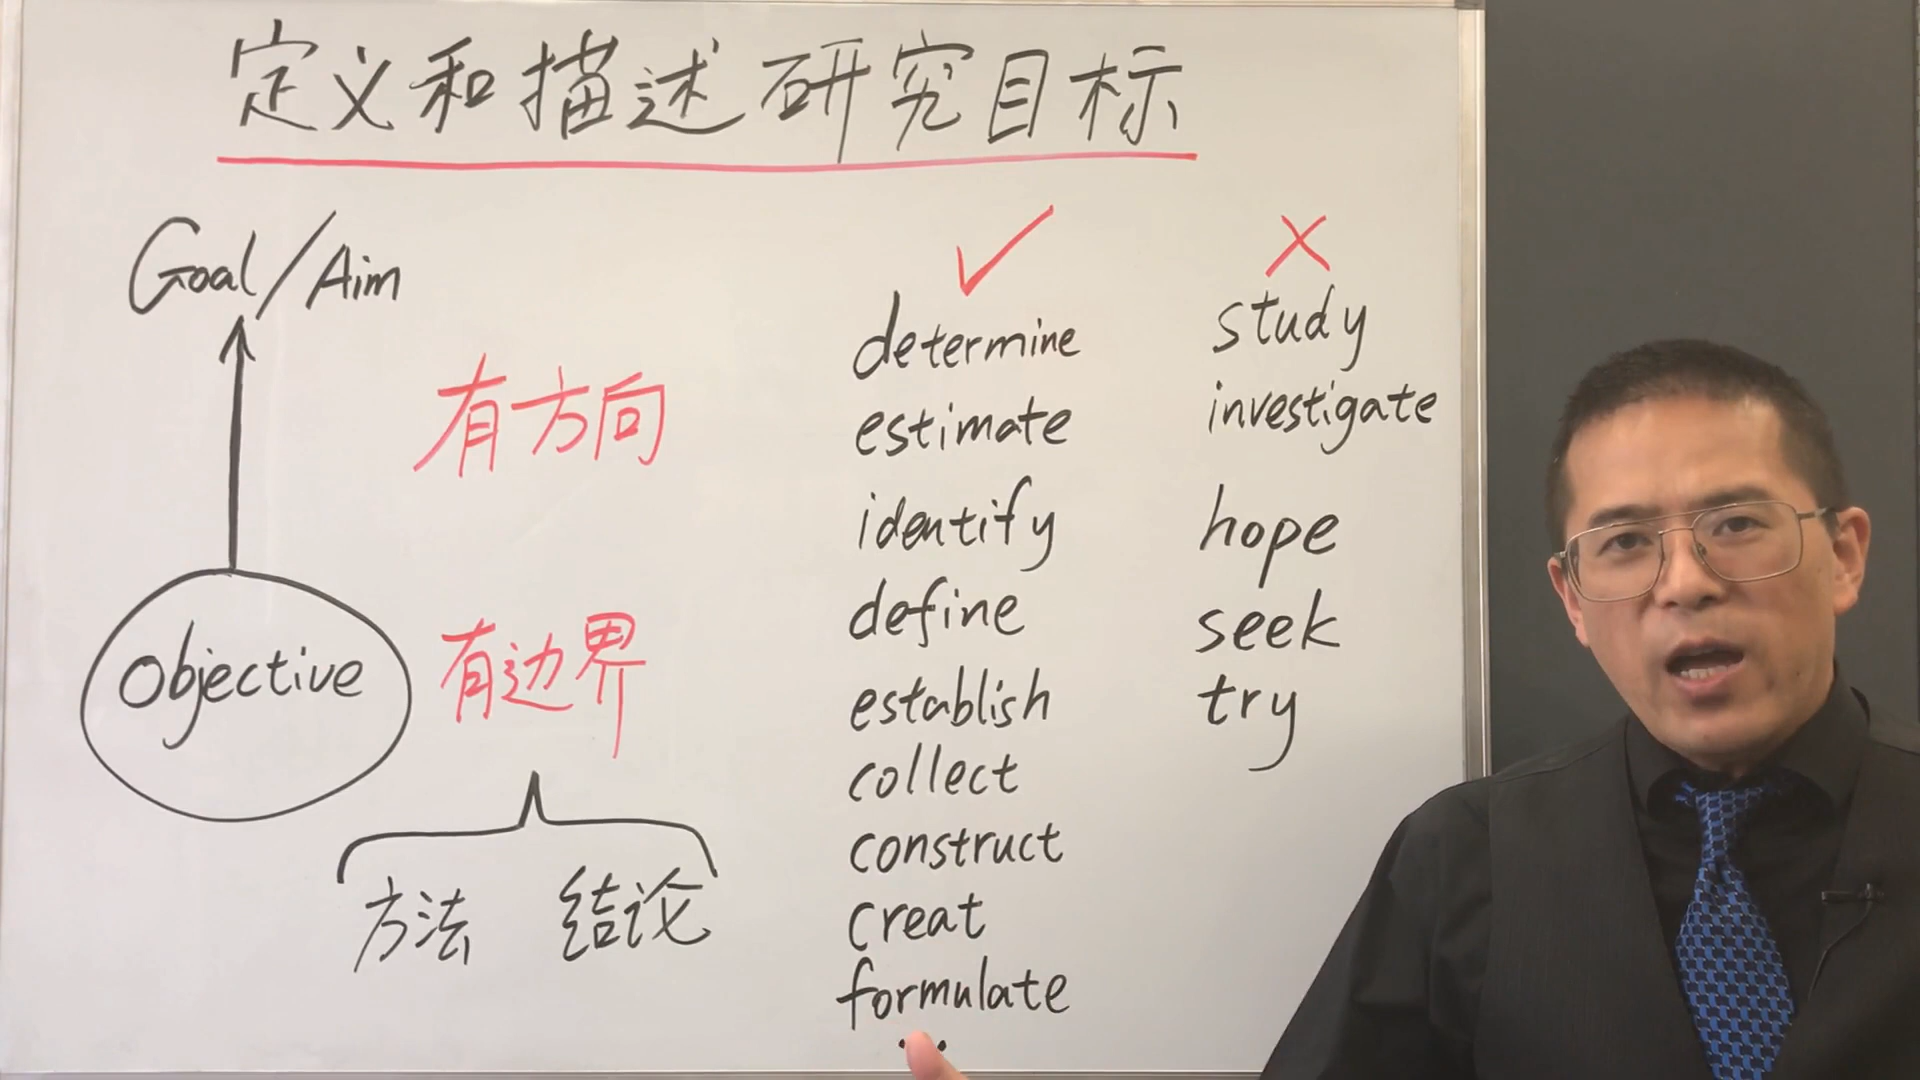 定义和描述研究目标
Goal/Aim
有方向
objective
有边界
方法 结论
determine
estimate
identify
define
establish
collect
construct
creat
formulate
...
study
investigate
hope
seek
try